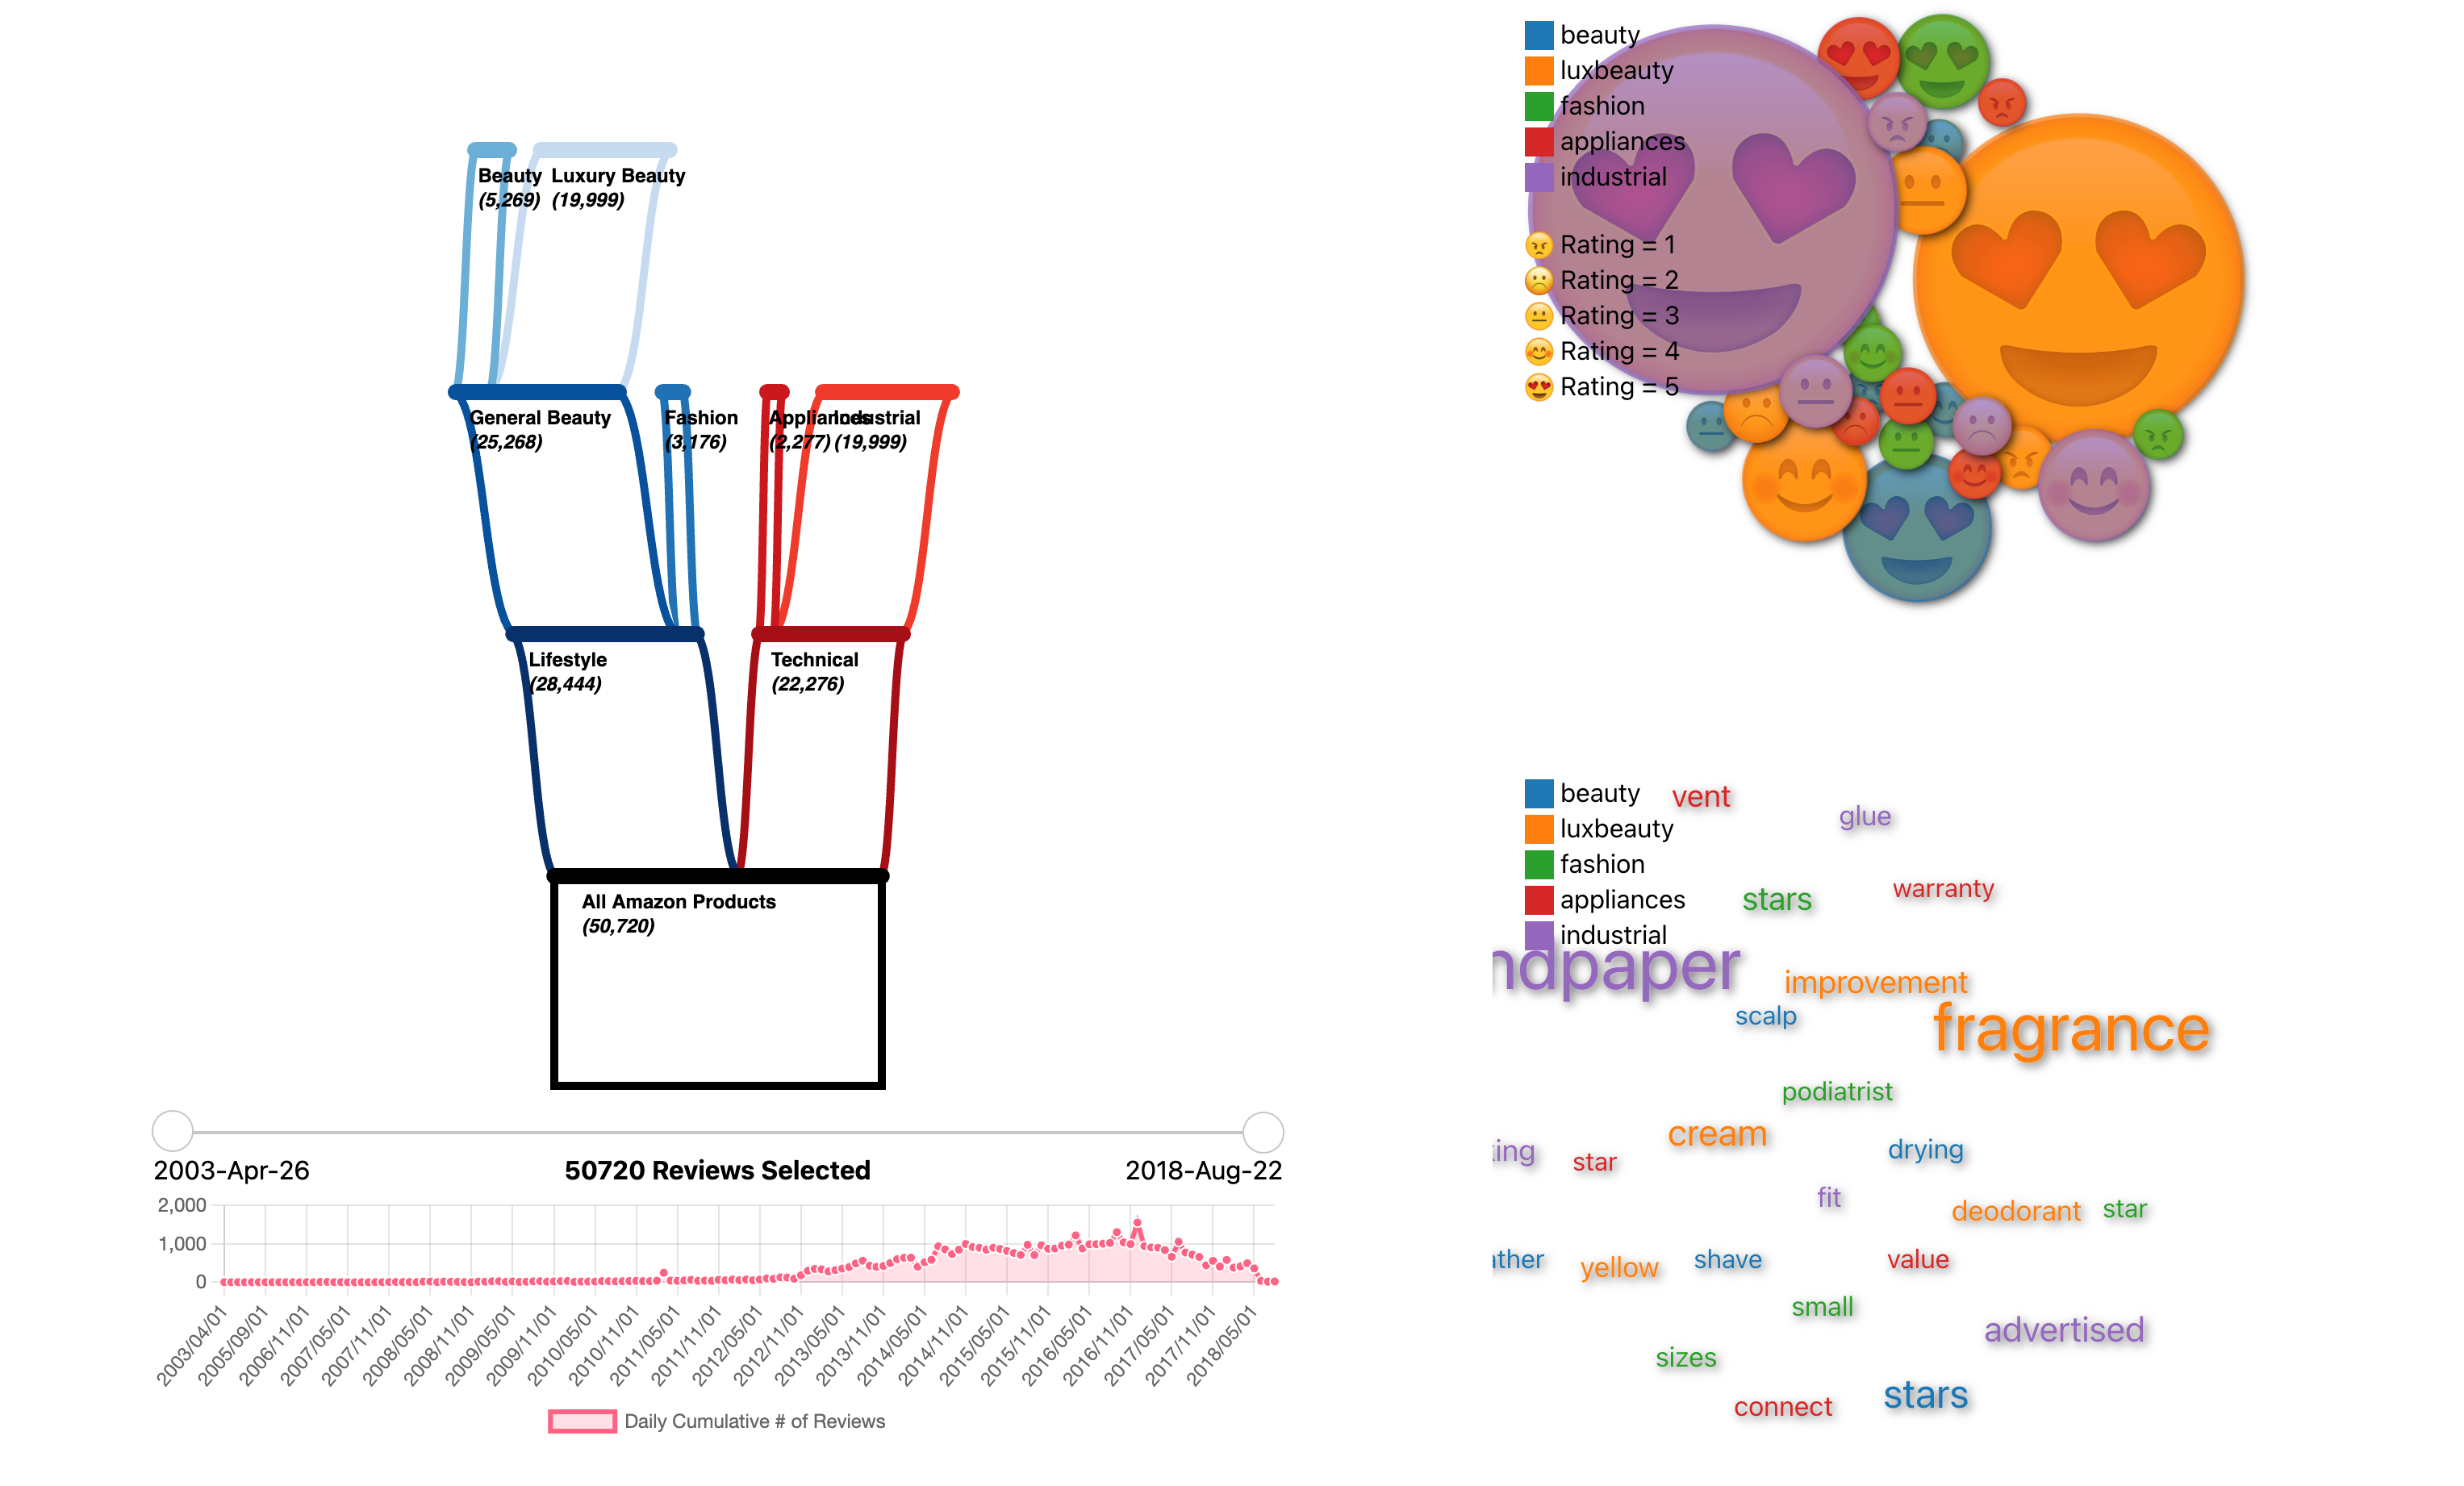 Beauty
(5,269)
Luxury Beauty
(19,999)
General Beauty
(25,268)
Fashion
(3,176)
Appliances
(2,277)
Industrial
(19,999)
Lifestyle
(28,444)
Technical
(22,276)
All Amazon Products
(50,720)
2003-Apr-26
50720 Reviews Selected
2018-Aug-22
2,000
1,000
0
2003/04/01
2005/09/01
2006/11/01
2007/05/01
2007/11/01
2008/05/01
2008/11/01
2009/05/01
2009/11/01
2010/05/01
2010/11/01
2011/05/01
2011/11/01
2012/05/01
2012/11/01
2013/05/01
2013/11/01
2014/05/01
2014/11/01
2015/05/01
2015/11/01
2016/05/01
2016/11/01
2017/05/01
2017/11/01
2018/05/01
Daily Cumulative # of Reviews
beauty
luxbeauty
fashion
appliances
industrial
Rating = 1
Rating = 2
Rating = 3
Rating = 4
Rating = 5
beauty
luxbeauty
fashion
appliances
industrial
vent
glue
stars
warranty
ndpaper
improvement
scalp
fragrance
podiatrist
cream
drying
king
star
fit
deodorant
star
ather
yellow
shave
value
small
advertised
sizes
connect
stars